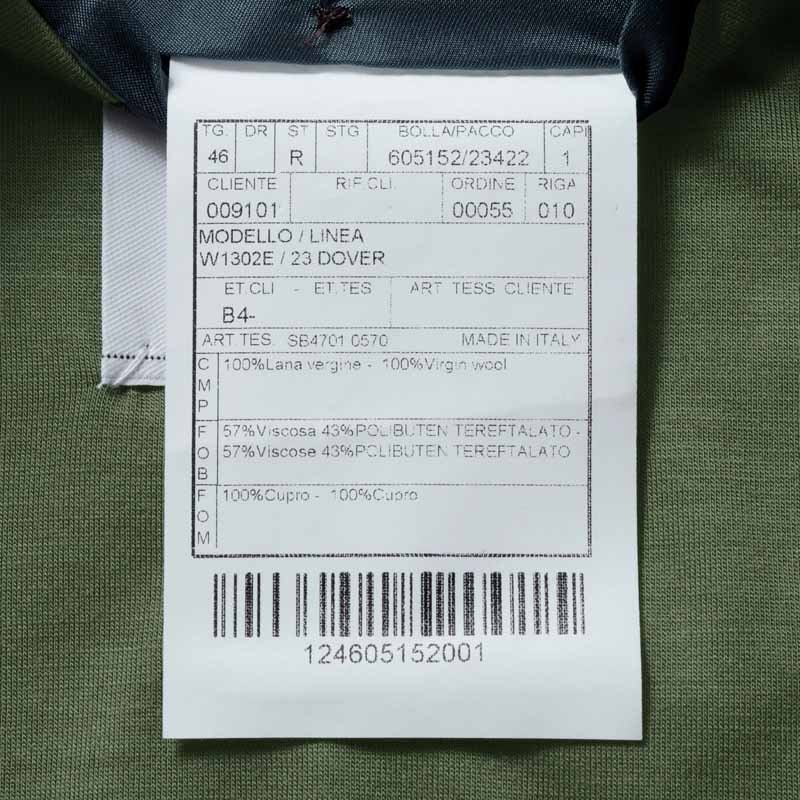 TG. DR ST STG BOLLA/PACCO CAPI
46 R 605152/23422 1
CLIENTE RIF.CLI. ORDINE RIGA
009101 00055 010
MODELLO / LINEA
W1302E / 23 DOVER
ET.CLI - ET.TES ART TESS CLIENTE
B4-
ART.TES. SB4701 0570 MADE IN ITALY
CMP 100%Lana vergine - 100%Virgin wool
FOB 57%Viscosa 43%POLIBUTEN TEREFTALATO -
57%Viscose 43%POLIBUTEN TEREFTALATO
FOM 100%Cupro - 100%Cupro
124605152001